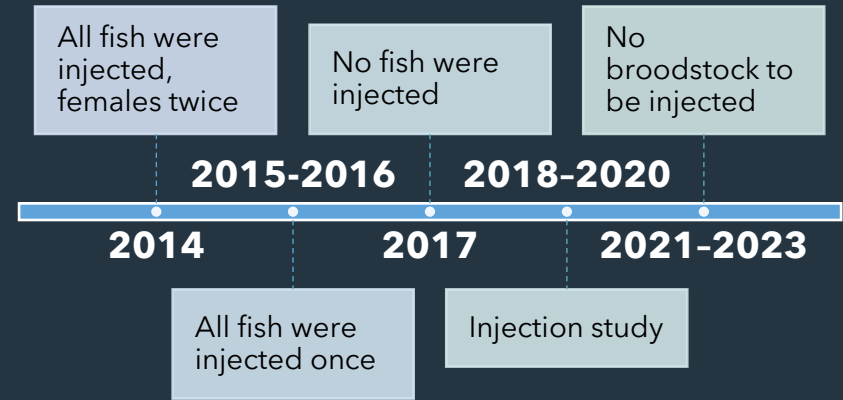 All fish were
injected,
females twice
No fish were
injected
No
broodstock to
be injected
2015-2016
2018–2020
2014
2017
2021–2023
All fish were
injected once
Injection study